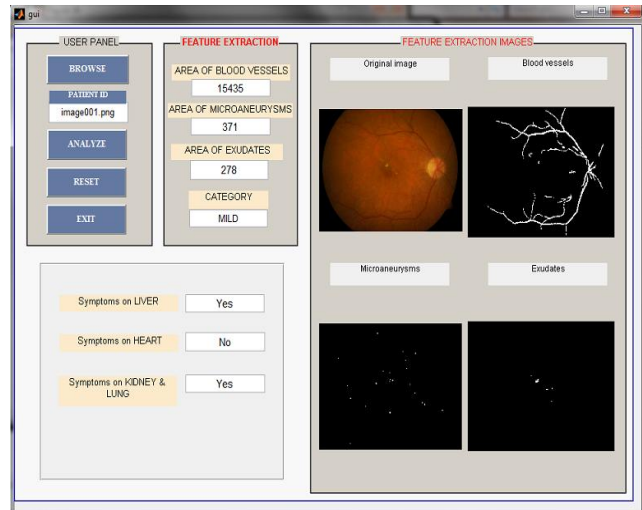 gui
USER PANEL
BROWSE
PATIENT ID
image001.png
ANALYZE
RESET
EXIT
FEATURE EXTRACTION
AREA OF BLOOD VESSELS
15435
AREA OF MICROANEURYSMS
371
AREA OF EXUDATES
278
CATEGORY
MILD
FEATURE EXTRACTION IMAGES
Original image
Blood vessels
Microaneurysms
Exudates
Symptoms on LIVER
Yes
Symptoms on HEART
No
Symptoms on KIDNEY &
LUNG
Yes